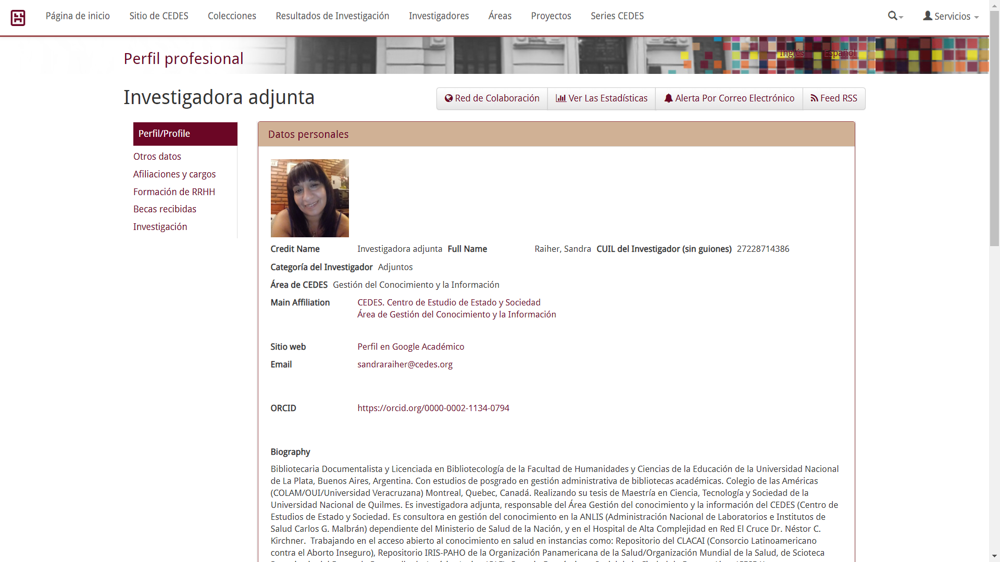 Página de inicio Sitio de CEDES Colecciones Resultados de Investigación Investigadores Áreas Proyectos Series CEDES Servicios
Perfil profesional
Inglés Español
Investigadora adjunta
Red de Colaboración Ver Las Estadísticas Alerta Por Correo Electrónico Feed RSS
Perfil/Profile
Otros datos
Afiliaciones y cargos
Formación de RRHH
Becas recibidas
Investigación
Datos personales
Credit Name Investigadora adjunta Full Name Raiher, Sandra CUIL del Investigador (sin guiones) 27228714386
Categoría del Investigador Adjuntos
Área de CEDES Gestión del Conocimiento y la Información
Main Affiliation CEDES. Centro de Estudio de Estado y Sociedad
Área de Gestión del Conocimiento y la Información
Sitio web Perfil en Google Académico
Email sandraraiher@cedes.org
ORCID https://orcid.org/0000-0002-1134-0794
Biography
Bibliotecaria Documentalista y Licenciada en Bibliotecología de la Facultad de Humanidades y Ciencias de la Educación de la Universidad Nacional
de La Plata, Buenos Aires, Argentina. Con estudios de posgrado en gestión administrativa de bibliotecas académicas. Colegio de las Américas
(COLAM/OUI/Universidad Veracruzana) Montreal, Quebec, Canadá. Realizando su tesis de Maestría en Ciencia, Tecnología y Sociedad de la
Universidad Nacional de Quilmes. Es investigadora adjunta, responsable del Área Gestión del conocimiento y la información del CEDES (Centro de
Estudios de Estado y Sociedad. Es consultora en gestión del conocimiento en la ANLIS (Administración Nacional de Laboratorios e Institutos de
Salud Carlos G. Malbrán) dependiente del Ministerio de Salud de la Nación, y en el Hospital de Alta Complejidad en Red El Cruce Dr. Néstor C.
Kirchner. Trabajando en el acceso abierto al conocimiento en salud en instancias como: Repositorio del CLACAI (Consorcio Latinoamericano
contra el Aborto Inseguro), Repositorio IRIS-PAHO de la Organización Panamericana de la Salud/Organización Mundial de la Salud, de Scioteca